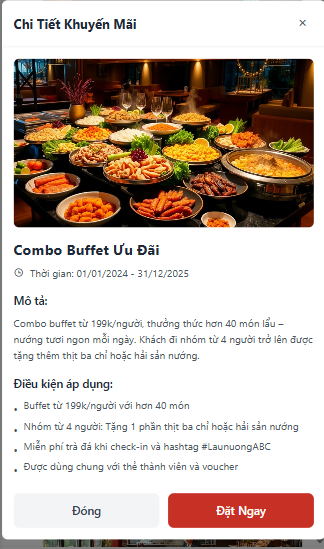 Chi Tiết Khuyến Mãi
×
Combo Buffet Ưu Đãi
Thời gian: 01/01/2024 - 31/12/2025
Mô tả:
Combo buffet từ 199k/người, thưởng thức hơn 40 món lẩu –
nướng tươi ngon mỗi ngày. Khách đi nhóm từ 4 người trở lên được
tặng thêm thịt ba chỉ hoặc hải sản nướng.
Điều kiện áp dụng:
• Buffet từ 199k/người với hơn 40 món
• Nhóm từ 4 người: Tặng 1 phần thịt ba chỉ hoặc hải sản nướng
• Miễn phí trà đá khi check-in và hashtag #LaunuongABC
• Được dùng chung với thẻ thành viên và voucher
Đóng
Đặt Ngay